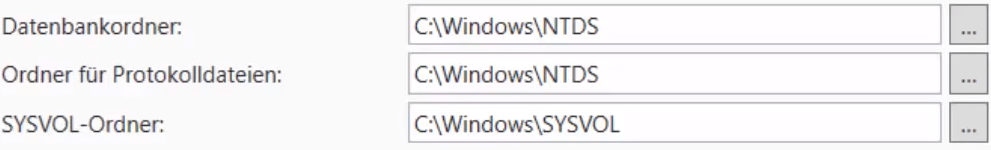 Datenbankordner: C:\Windows\NTDS ...
Ordner für Protokolldateien: C:\Windows\NTDS ...
SYSVOL-Ordner: C:\Windows\SYSVOL ...